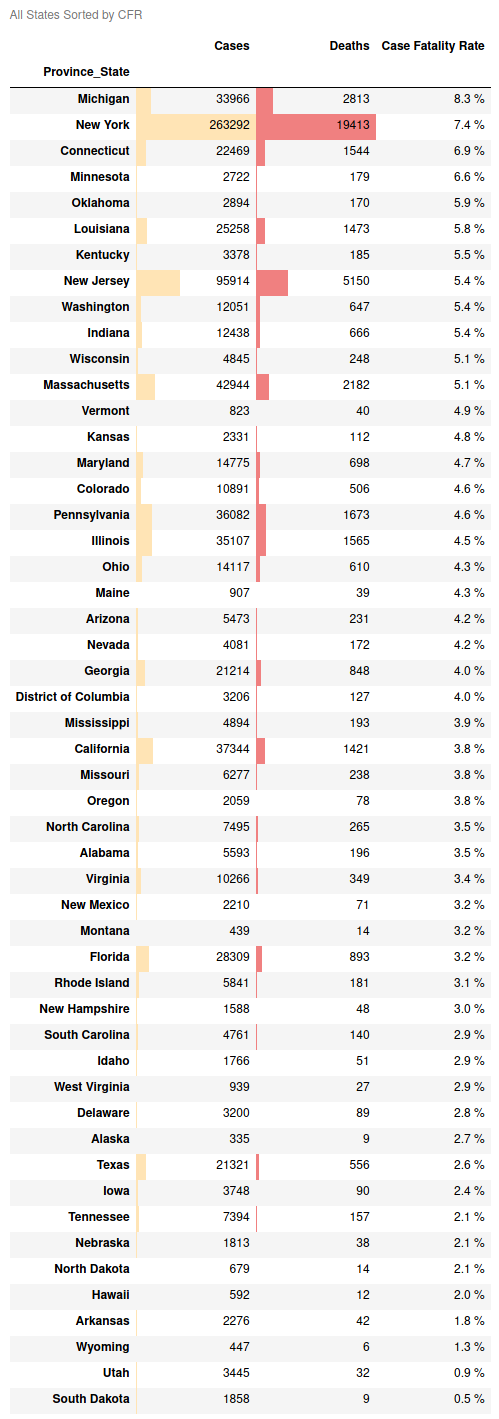 All States Sorted by CFR
Cases Deaths Case Fatality Rate
Province_State
Michigan 33966 2813 8.3 %
New York 263292 19413 7.4 %
Connecticut 22469 1544 6.9 %
Minnesota 2722 179 6.6 %
Oklahoma 2894 170 5.9 %
Louisiana 25258 1473 5.8 %
Kentucky 3378 185 5.5 %
New Jersey 95914 5150 5.4 %
Washington 12051 647 5.4 %
Indiana 12438 666 5.4 %
Wisconsin 4845 248 5.1 %
Massachusetts 42944 2182 5.1 %
Vermont 823 40 4.9 %
Kansas 2331 112 4.8 %
Maryland 14775 698 4.7 %
Colorado 10891 506 4.6 %
Pennsylvania 36082 1673 4.6 %
Illinois 35107 1565 4.5 %
Ohio 14117 610 4.3 %
Maine 907 39 4.3 %
Arizona 5473 231 4.2 %
Nevada 4081 172 4.2 %
Georgia 21214 848 4.0 %
District of Columbia 3206 127 4.0 %
Mississippi 4894 193 3.9 %
California 37344 1421 3.8 %
Missouri 6277 238 3.8 %
Oregon 2059 78 3.8 %
North Carolina 7495 265 3.5 %
Alabama 5593 196 3.5 %
Virginia 10266 349 3.4 %
New Mexico 2210 71 3.2 %
Montana 439 14 3.2 %
Florida 28309 893 3.2 %
Rhode Island 5841 181 3.1 %
New Hampshire 1588 48 3.0 %
South Carolina 4761 140 2.9 %
Idaho 1766 51 2.9 %
West Virginia 939 27 2.9 %
Delaware 3200 89 2.8 %
Alaska 335 9 2.7 %
Texas 21321 556 2.6 %
Iowa 3748 90 2.4 %
Tennessee 7394 157 2.1 %
Nebraska 1813 38 2.1 %
North Dakota 679 14 2.1 %
Hawaii 592 12 2.0 %
Arkansas 2276 42 1.8 %
Wyoming 447 6 1.3 %
Utah 3445 32 0.9 %
South Dakota 1858 9 0.5 %